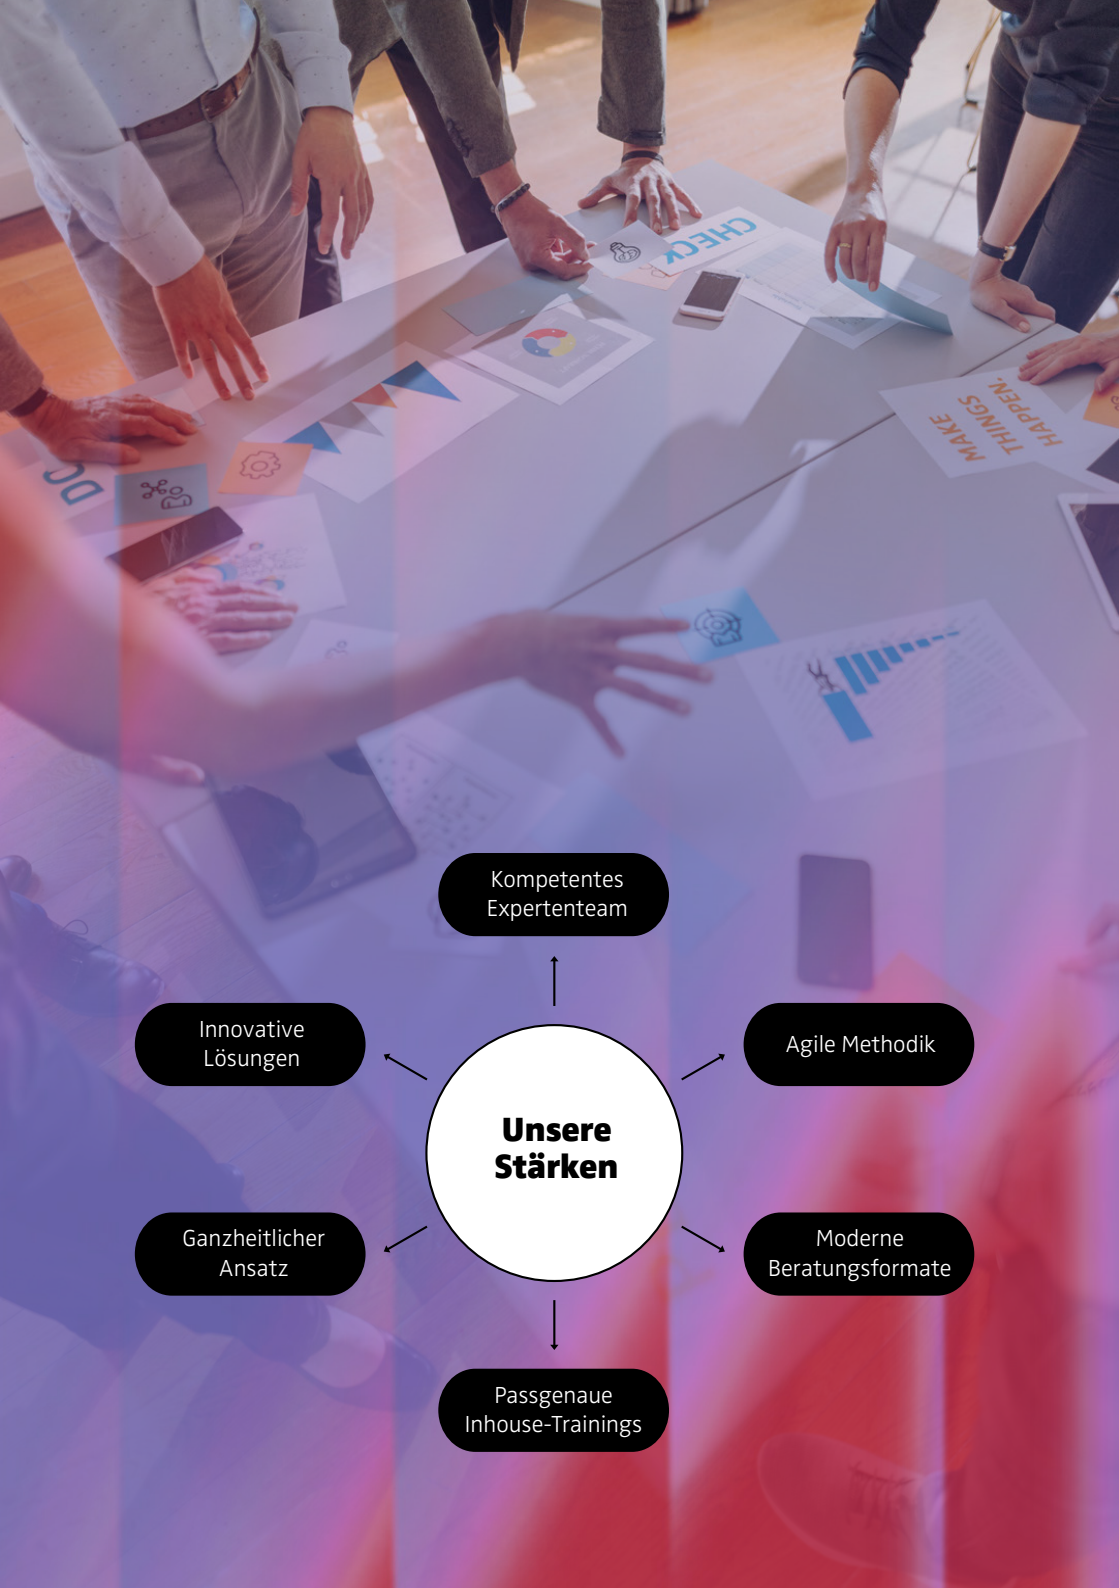 CHECK
MAKE
THINGS
HAPPEN.
DO
Kompetentes
Expertenteam
Innovative
Lösungen
Agile Methodik
Unsere
Stärken
Ganzheitlicher
Ansatz
Moderne
Beratungsformate
Passgenaue
Inhouse-Trainings